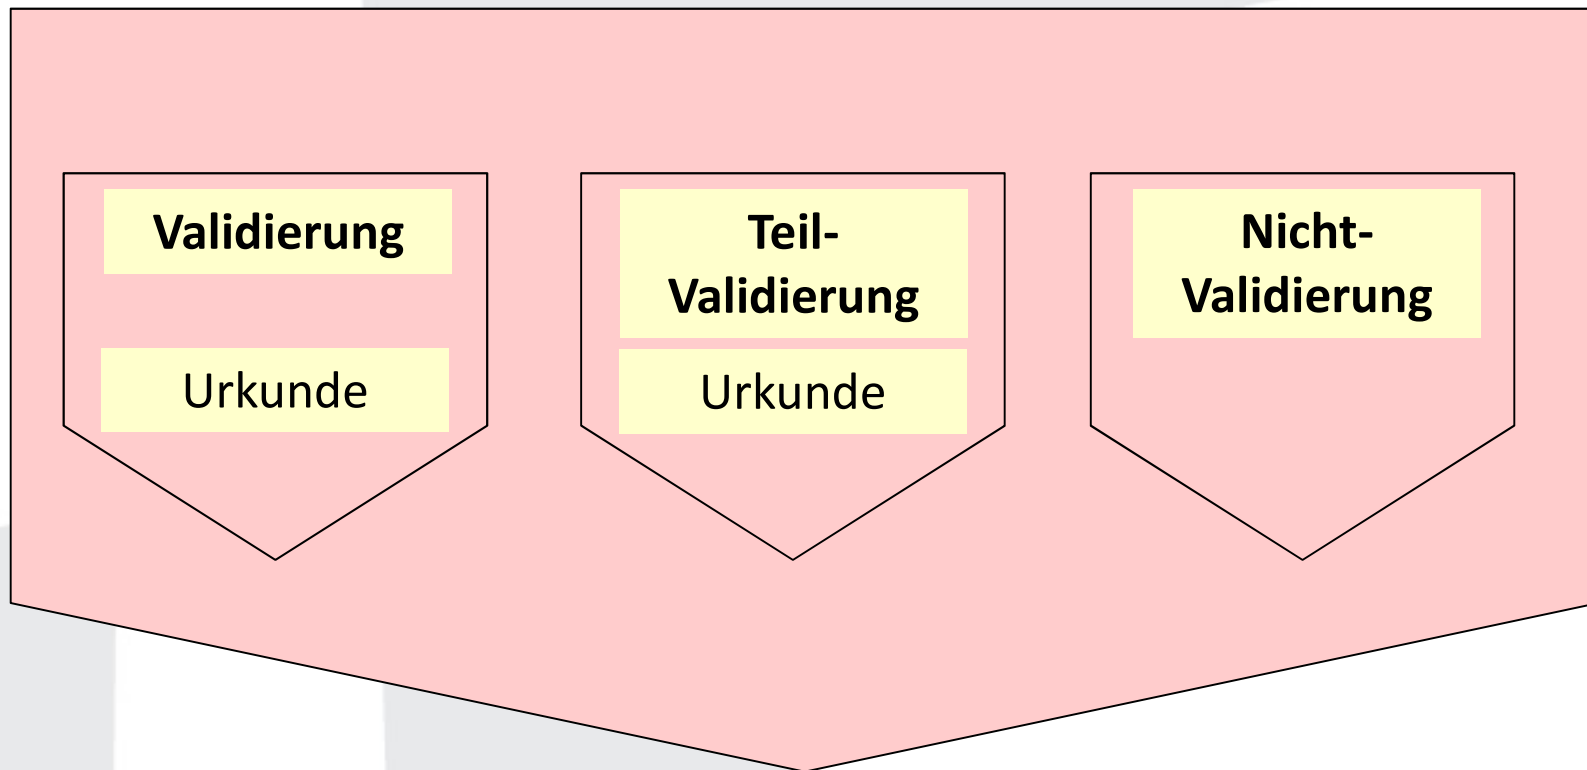 Validierung
Urkunde
Teil-
Validierung
Urkunde
Nicht-
Validierung